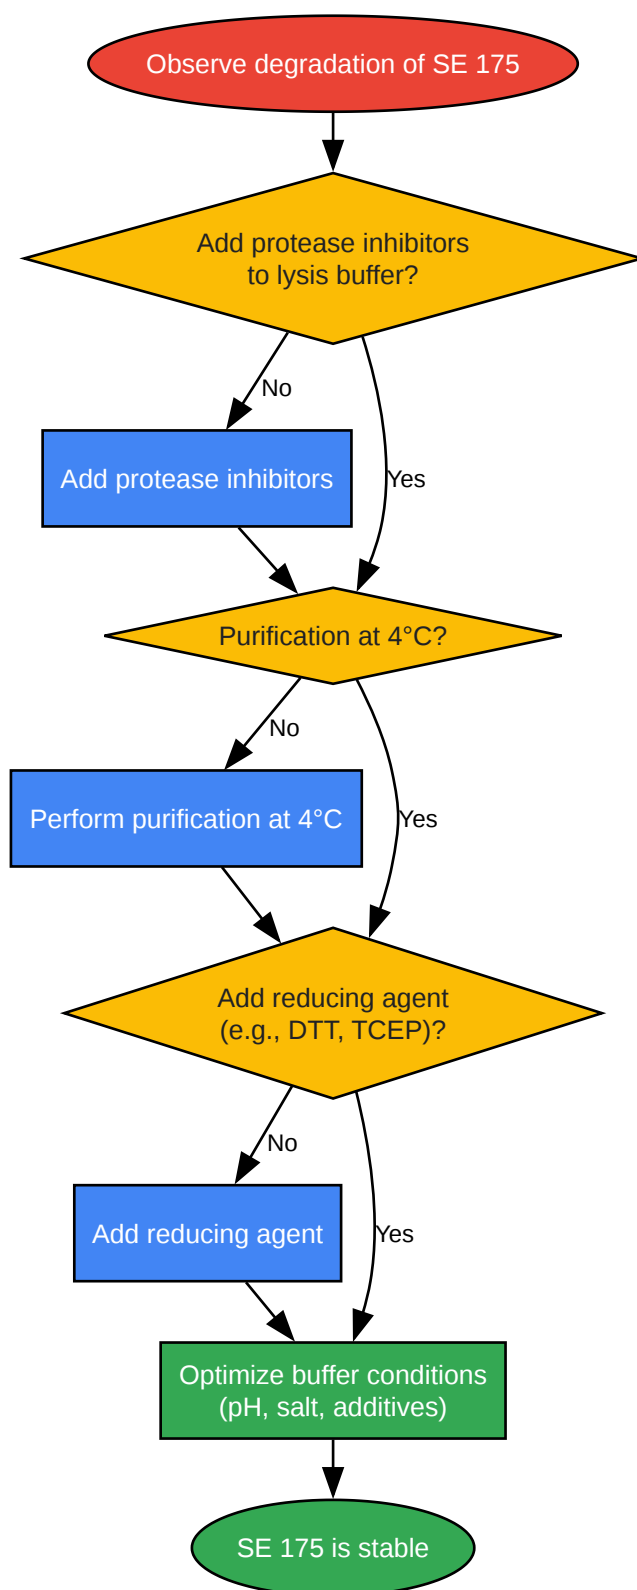 Observe degradation of SE 175
Add protease inhibitors
to lysis buffer?
No
Add protease inhibitors
Yes
Purification at 4°C?
No
Perform purification at 4°C
Yes
Add reducing agent
(e.g., DTT, TCEP)?
No
Add reducing agent
Yes
Optimize buffer conditions
(pH, salt, additives)
SE 175 is stable